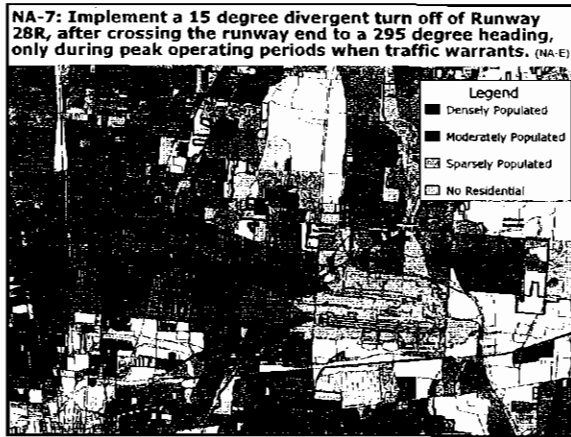 NA-7: Implement a 15 degree divergent turn off of Runway
28R, after crossing the runway end to a 295 degree heading,
only during peak operating periods when traffic warrants. (NA-E)
Legend
Densely Populated
Moderately Populated
Sparsely Populated
No Residential